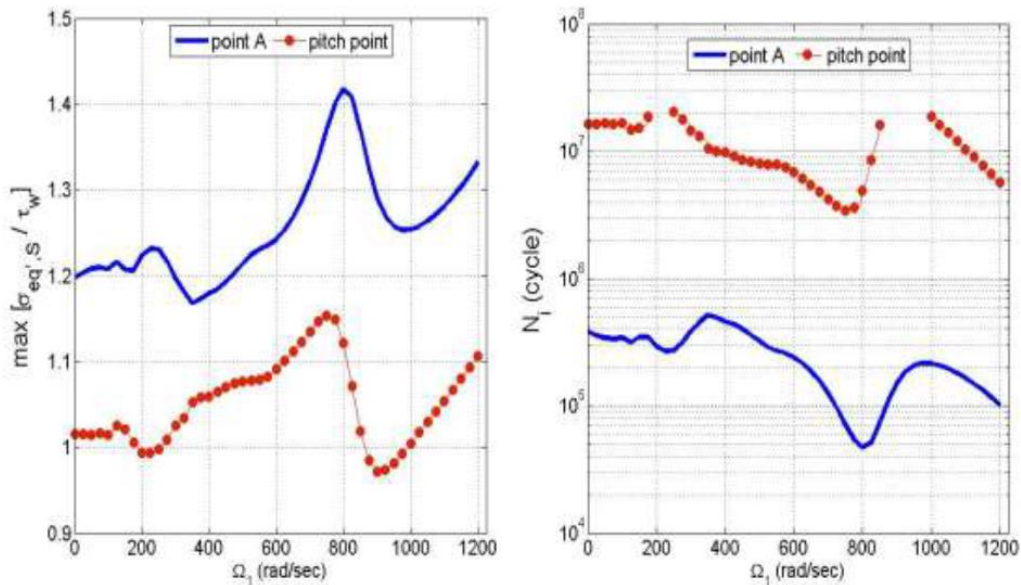 point A pitch point
1.5
1.4
1.3
1.2
1.1
1
0.9
max [σeq',S / τw]
0 200 400 600 800 1000 1200
Ω1 (rad/sec)
point A pitch point
10^8
10^7
10^6
10^5
10^4
Ni (cycle)
0 200 400 600 800 1000 1200
Ω1 (rad/sec)